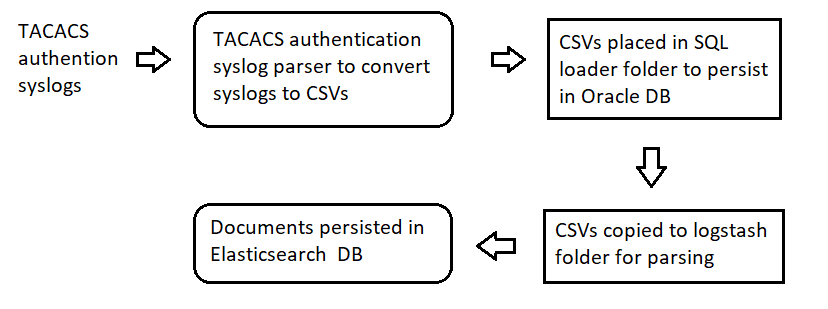 TACACS
authention
syslogs
TACACS authentication
syslog parser to convert
syslogs to CSVs
CSVs placed in SQL
loader folder to persist
in Oracle DB
CSVs copied to logstash
folder for parsing
Documents persisted in
Elasticsearch  DB